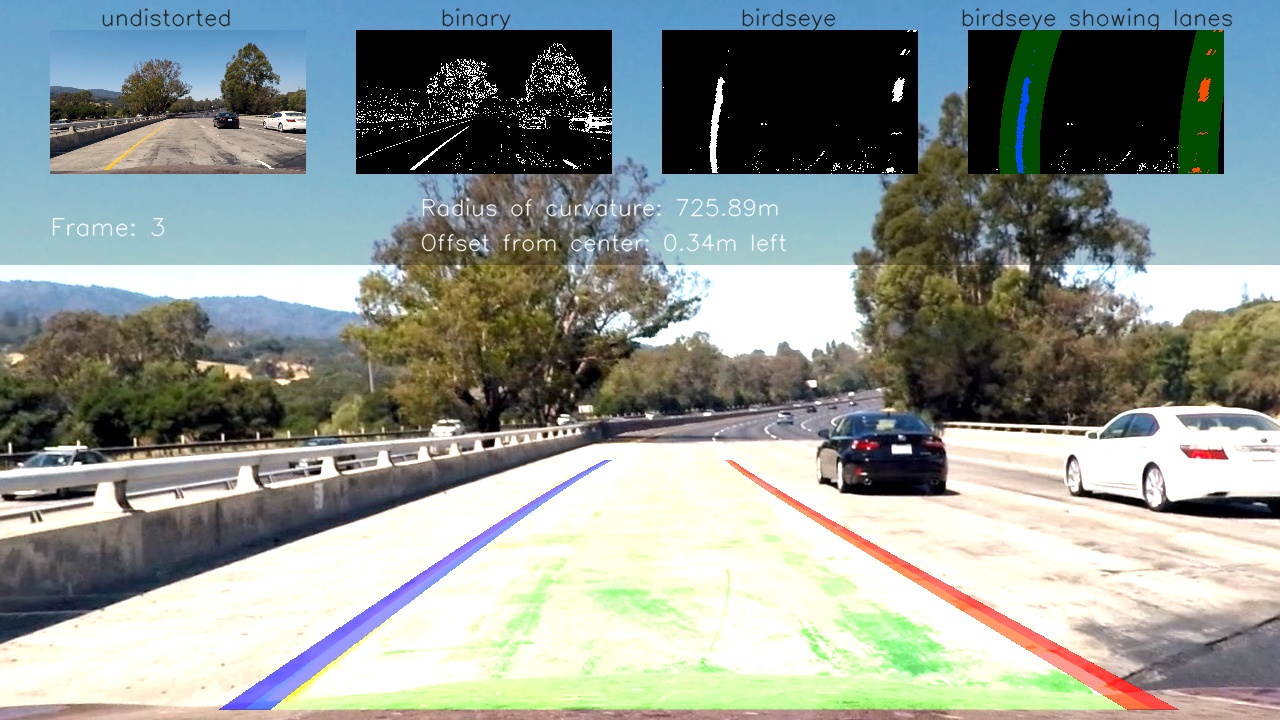 undistorted
binary
birdseye
birdseye showing lanes
Frame: 3
Radius of curvature: 725.89m
Offset from center: 0.34m left